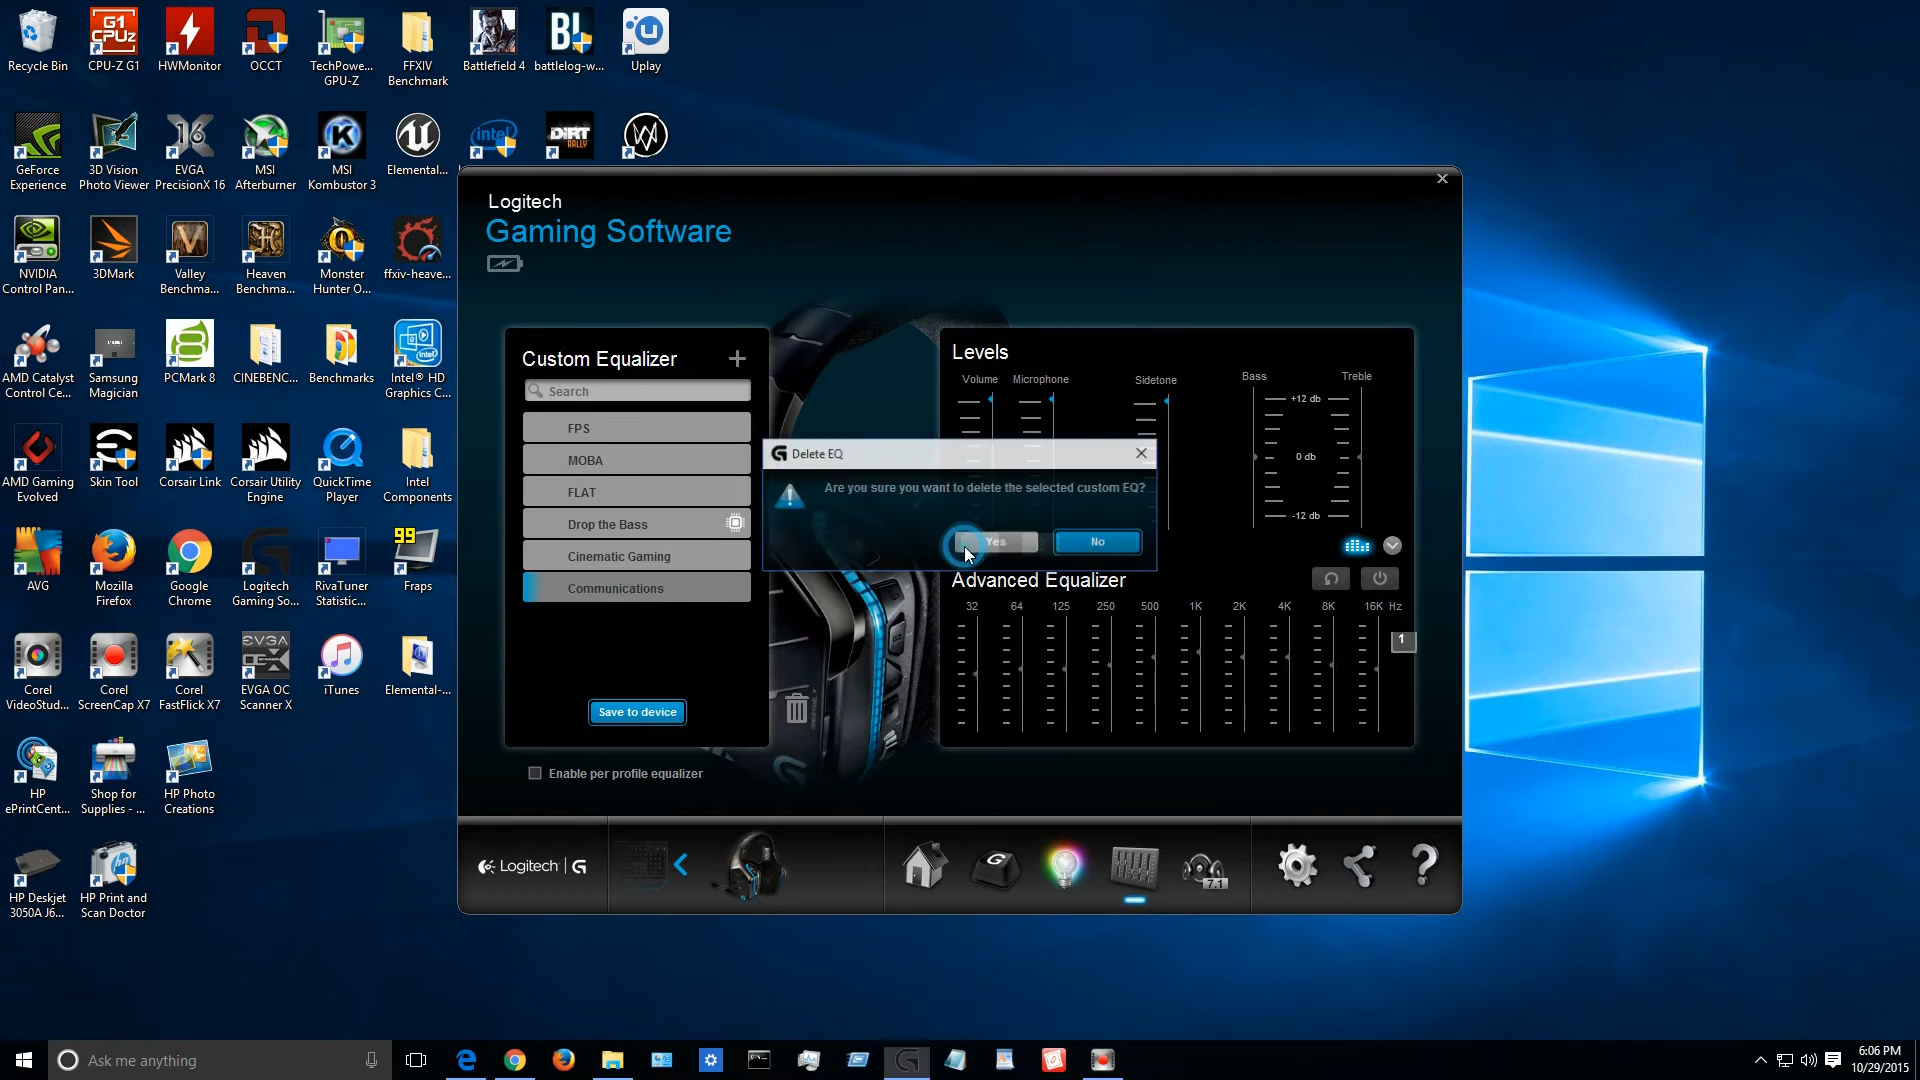 Recycle Bin
CPU-Z G1
HWMonitor
OCCT
TechPowe...
GPU-Z
FFXIV
Benchmark
Battlefield 4
battlelog-w...
Uplay
GeForce
Experience
3D Vision
Photo Viewer
EVGA
PrecisionX 16
MSI
Afterburner
MSI
Kombustor 3
Elemental...
NVIDIA
Control Pan...
3DMark
Valley
Benchma...
Heaven
Benchma...
Monster
Hunter O...
ffxiv-heave...
AMD Catalyst
Control Ce...
Samsung
Magician
PCMark 8
CINEBENC...
Benchmarks
Intel® HD
Graphics C...
AMD Gaming
Evolved
Skin Tool
Corsair Link
Corsair Utility
Engine
QuickTime
Player
Intel
Components
AVG
Mozilla
Firefox
Google
Chrome
Logitech
Gaming So...
RivaTuner
Statistic...
99
Fraps
Corel
VideoStud...
Corel
ScreenCap X7
Corel
FastFlick X7
EVGA OC
Scanner X
iTunes
Elemental-...
HP
ePrintCent...
Shop for
Supplies - ...
HP Photo
Creations
HP Deskjet
3050A J6...
HP Print and
Scan Doctor
Logitech
Gaming Software
Custom Equalizer
Search
FPS
MOBA
FLAT
Drop the Bass
Cinematic Gaming
Communications
Save to device
Enable per profile equalizer
Levels
Volume Microphone Sidetone Bass Treble
+12 db
0 db
-12 db
Delete EQ
Are you sure you want to delete the selected custom EQ?
Yes No
Advanced Equalizer
32 64 125 250 500 1K 2K 4K 8K 16K Hz
1
Logitech G
7.1
Ask me anything
6:06 PM
10/29/2015